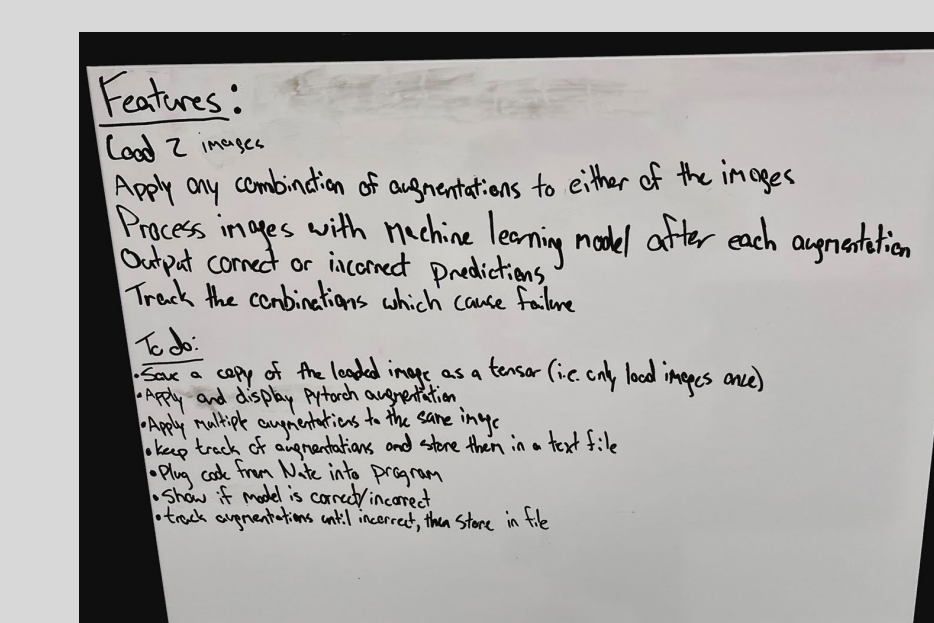 Features:
Load 2 images
Apply any combination of augmentations to either of the images
Process images with Machine learning model after each augmentation
Output correct or incorrect predictions
Track the combinations which cause failure
To do:
• Save a copy of the loaded image as a tensor (i.e. only load images once)
• Apply and display Pytorch augmentation
• Apply multiple augmentations to the same image
• keep track of augmentations and store them in a text file
• Plug code from Nate into program
• Show if model is correct/incorrect
• track augmentations until incorrect, then store in file